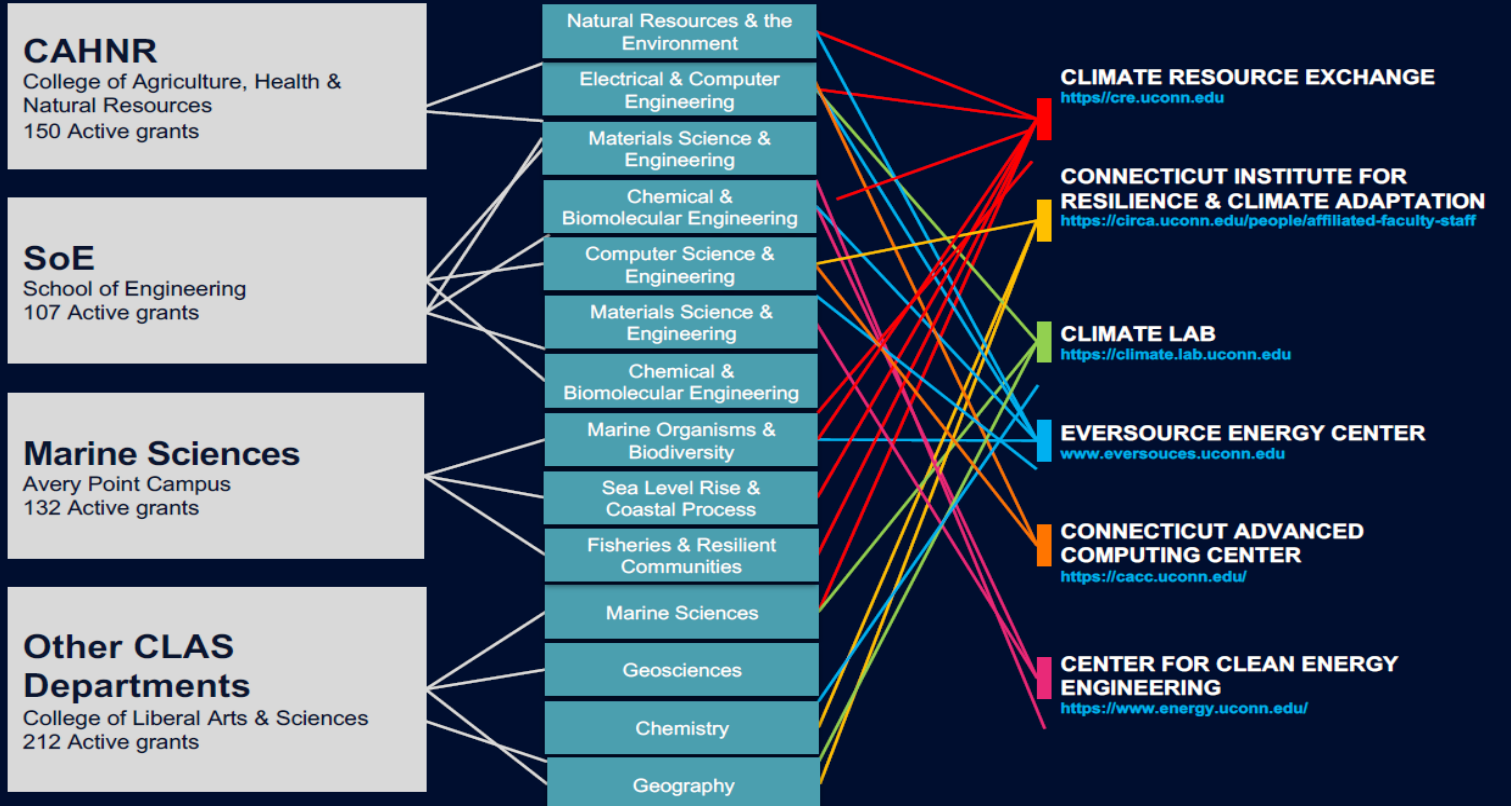 CAHNR
College of Agriculture, Health &
Natural Resources
150 Active grants
SoE
School of Engineering
107 Active grants
Marine Sciences
Avery Point Campus
132 Active grants
Other CLAS
Departments
College of Liberal Arts & Sciences
212 Active grants
Natural Resources & the
Environment
Electrical & Computer
Engineering
Materials Science &
Engineering
Chemical &
Biomolecular Engineering
Computer Science &
Engineering
Materials Science &
Engineering
Chemical &
Biomolecular Engineering
Marine Organisms &
Biodiversity
Sea Level Rise &
Coastal Process
Fisheries & Resilient
Communities
Marine Sciences
Geosciences
Chemistry
Geography
CLIMATE RESOURCE EXCHANGE
https//cre.uconn.edu
CONNECTICUT INSTITUTE FOR
RESILIENCE & CLIMATE ADAPTATION
https://circa.uconn.edu/people/affiliated-faculty-staff
CLIMATE LAB
https://climate.lab.uconn.edu
EVERSOURCE ENERGY CENTER
www.eversouces.uconn.edu
CONNECTICUT ADVANCED
COMPUTING CENTER
https://cacc.uconn.edu/
CENTER FOR CLEAN ENERGY
ENGINEERING
https://www.energy.uconn.edu/